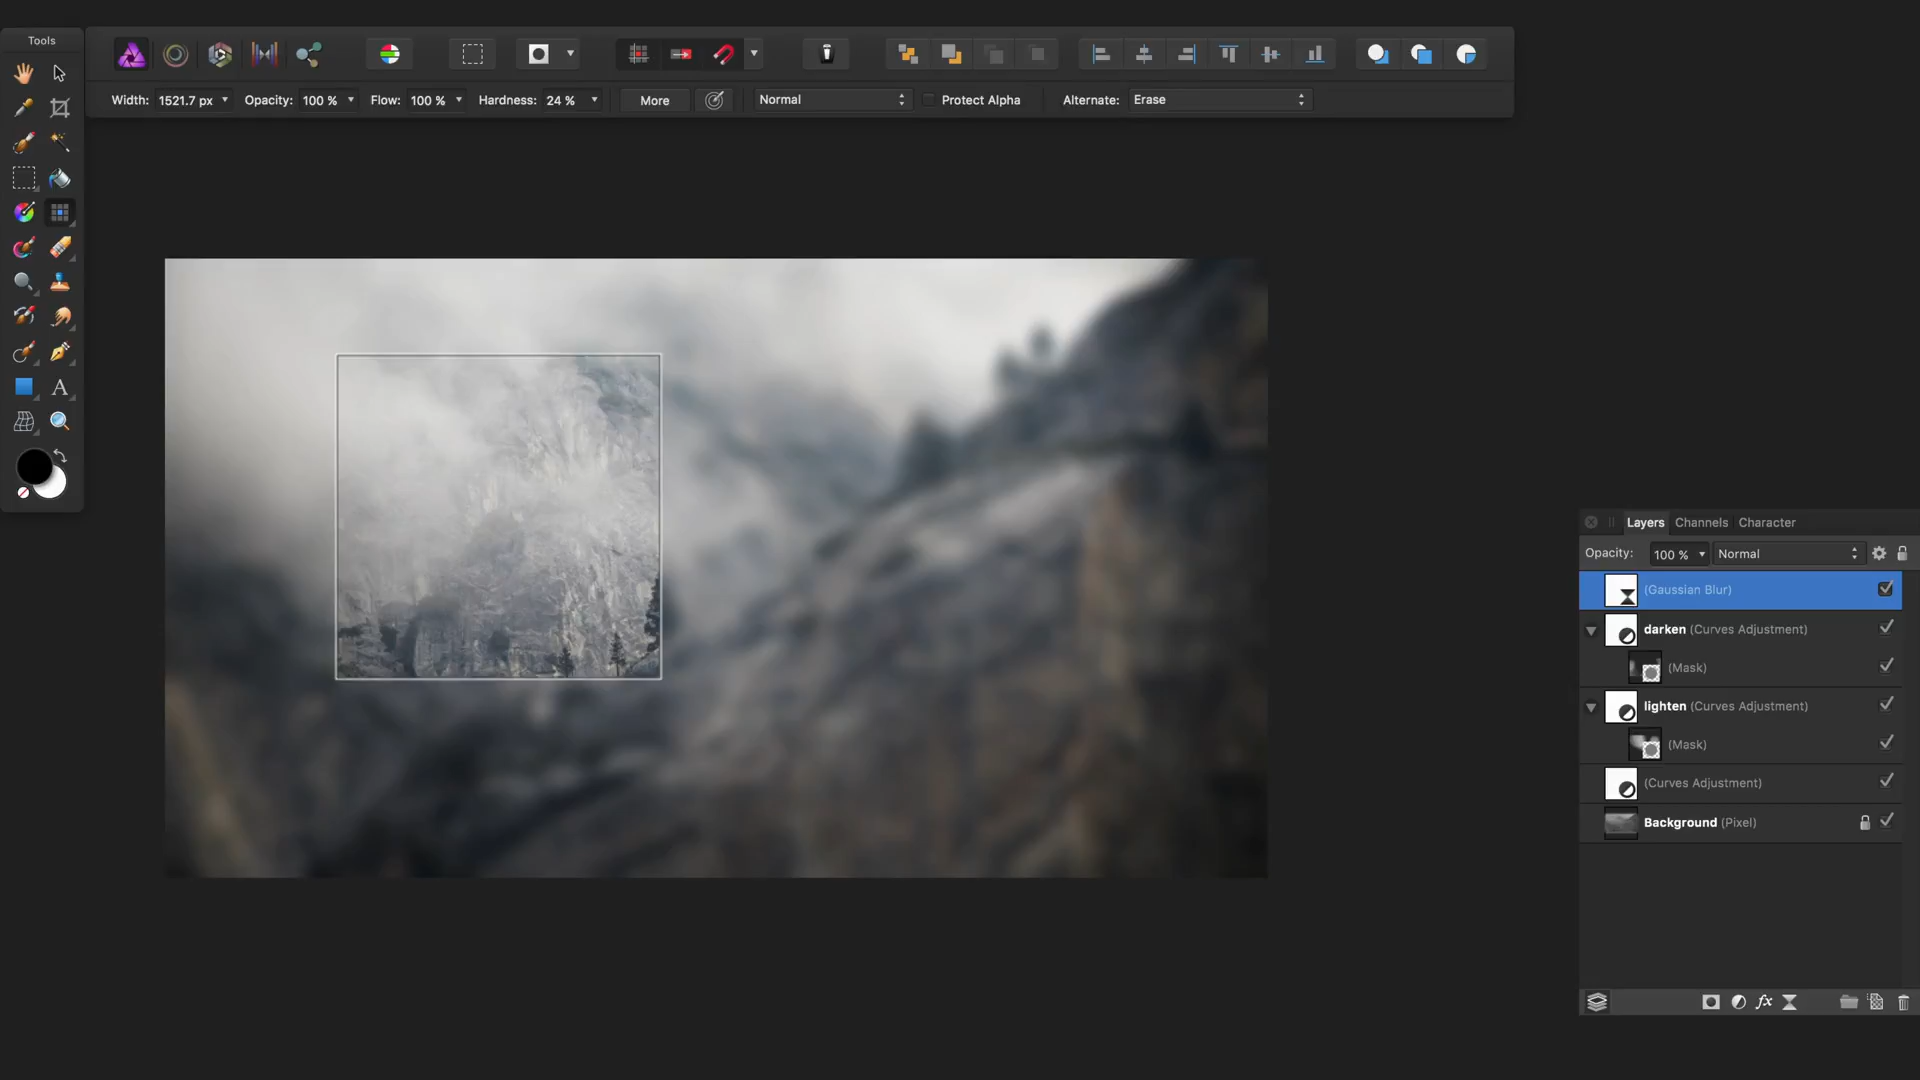 Tools
Width: 1521.7 px Opacity: 100 % Flow: 100 % Hardness: 24 % More Normal Protect Alpha Alternate: Erase
A
Layers Channels Character
Opacity: 100 % Normal
(Gaussian Blur)
darken (Curves Adjustment)
(Mask)
lighten (Curves Adjustment)
(Mask)
(Curves Adjustment)
Background (Pixel)
fx